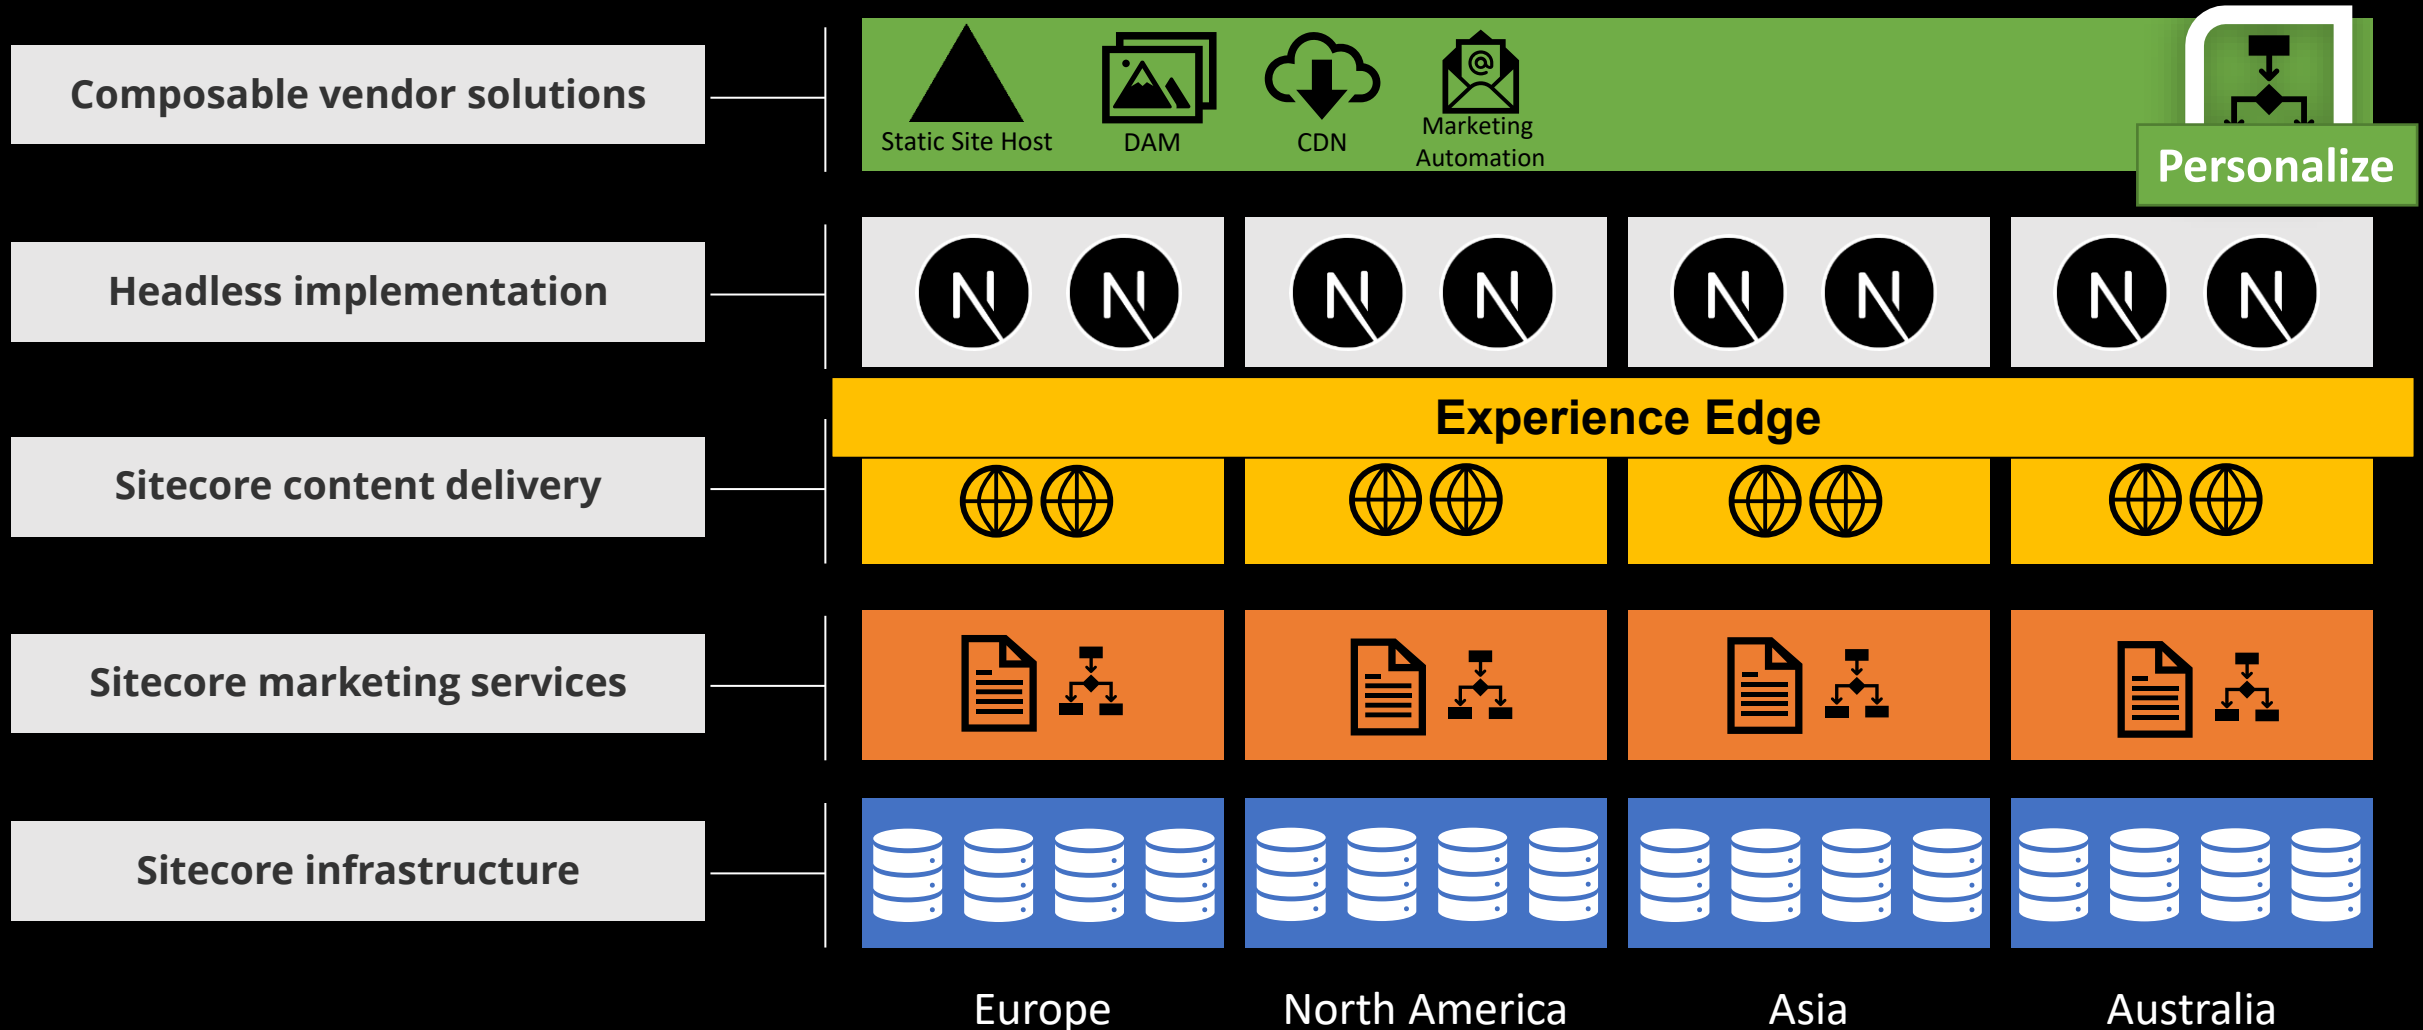 Composable vendor solutions
Static Site Host
DAM
CDN
Marketing
Automation
Personalize
Headless implementation
N N N N N N N N
Experience Edge
Sitecore content delivery
Sitecore marketing services
Sitecore infrastructure
Europe
North America
Asia
Australia